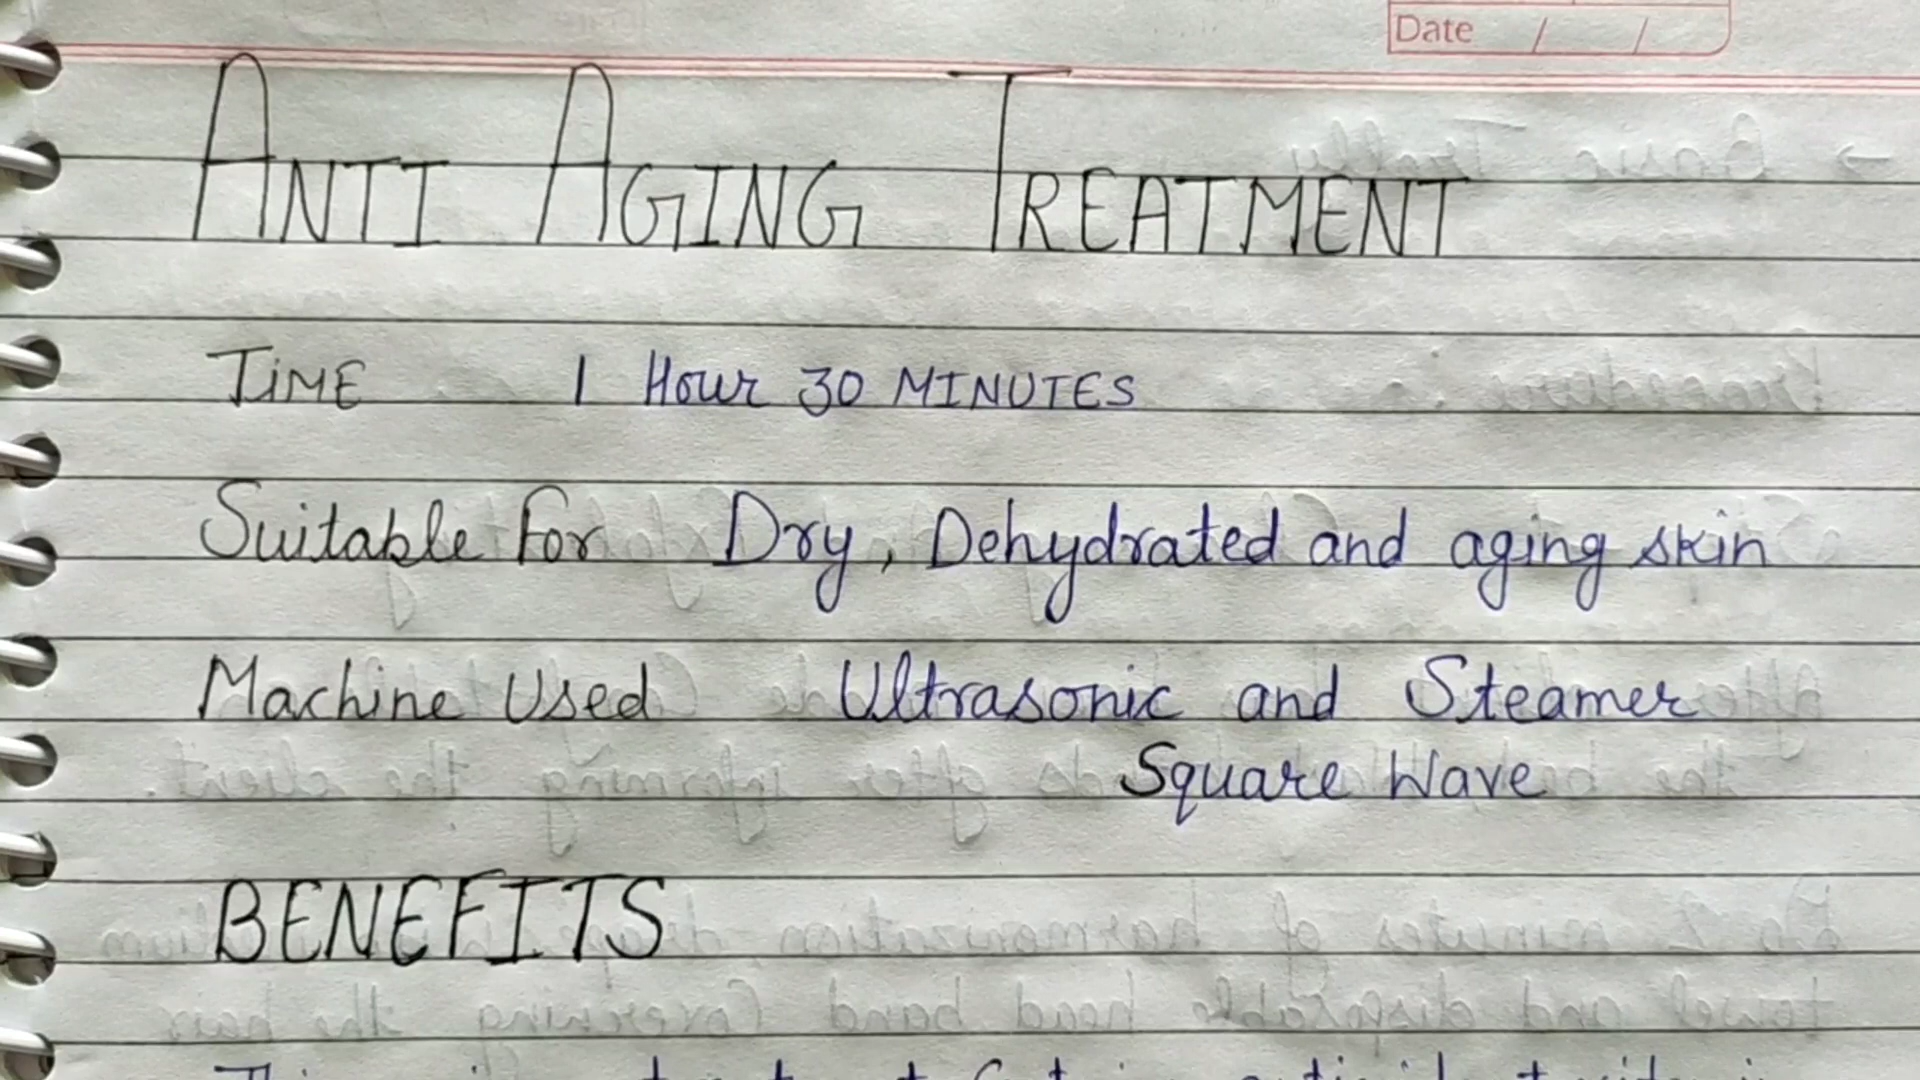 Date / /
ANTI AGING TREATMENT
TIME 1 Hour 30 MINUTES
Suitable For Dry, Dehydrated and aging skin
Machine Used Ultrasonic and Steamer
Square Wave
BENEFITS